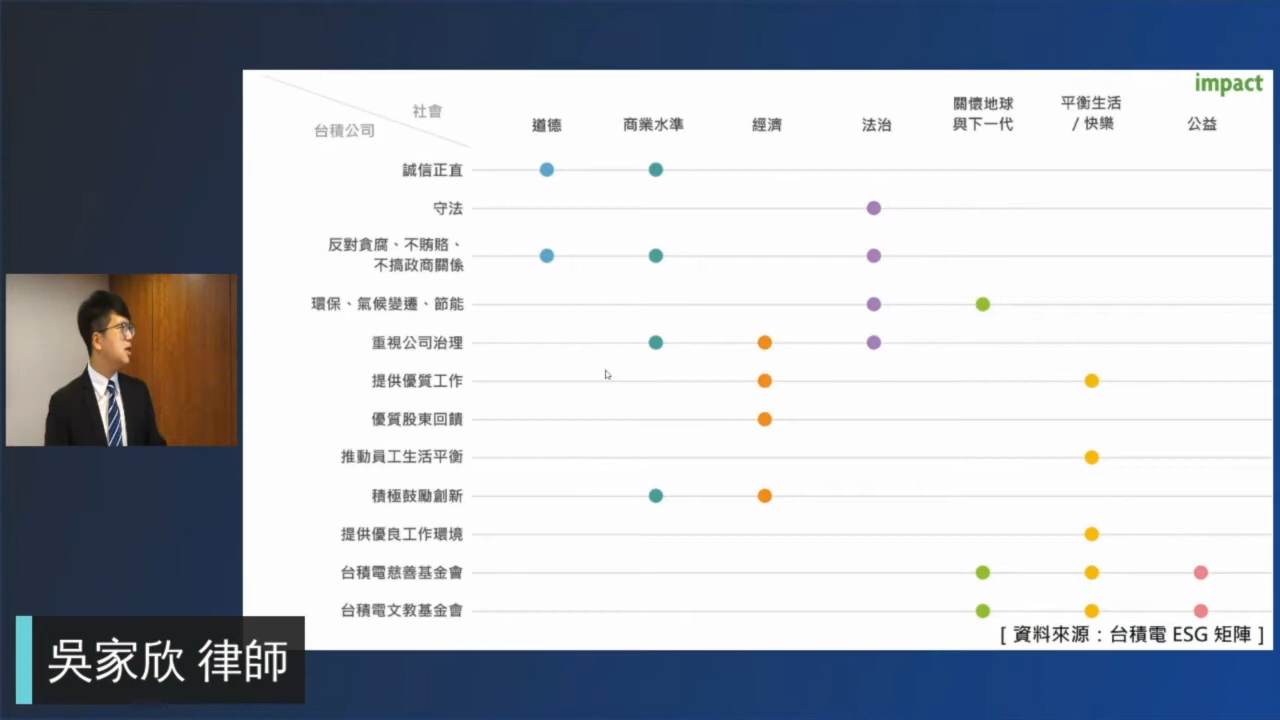 impact
社會
台積公司
道德
商業水準
經濟
法治
關懷地球
與下一代
平衡生活
/ 快樂
公益
誠信正直
守法
反對貪腐、不賄賂、
不搞政商關係
環保、氣候變遷、節能
重視公司治理
提供優質工作
優質股東回饋
推動員工生活平衡
積極鼓勵創新
提供優良工作環境
台積電慈善基金會
台積電文教基金會
[ 資料來源：台積電 ESG 矩陣 ]
吳家欣 律師